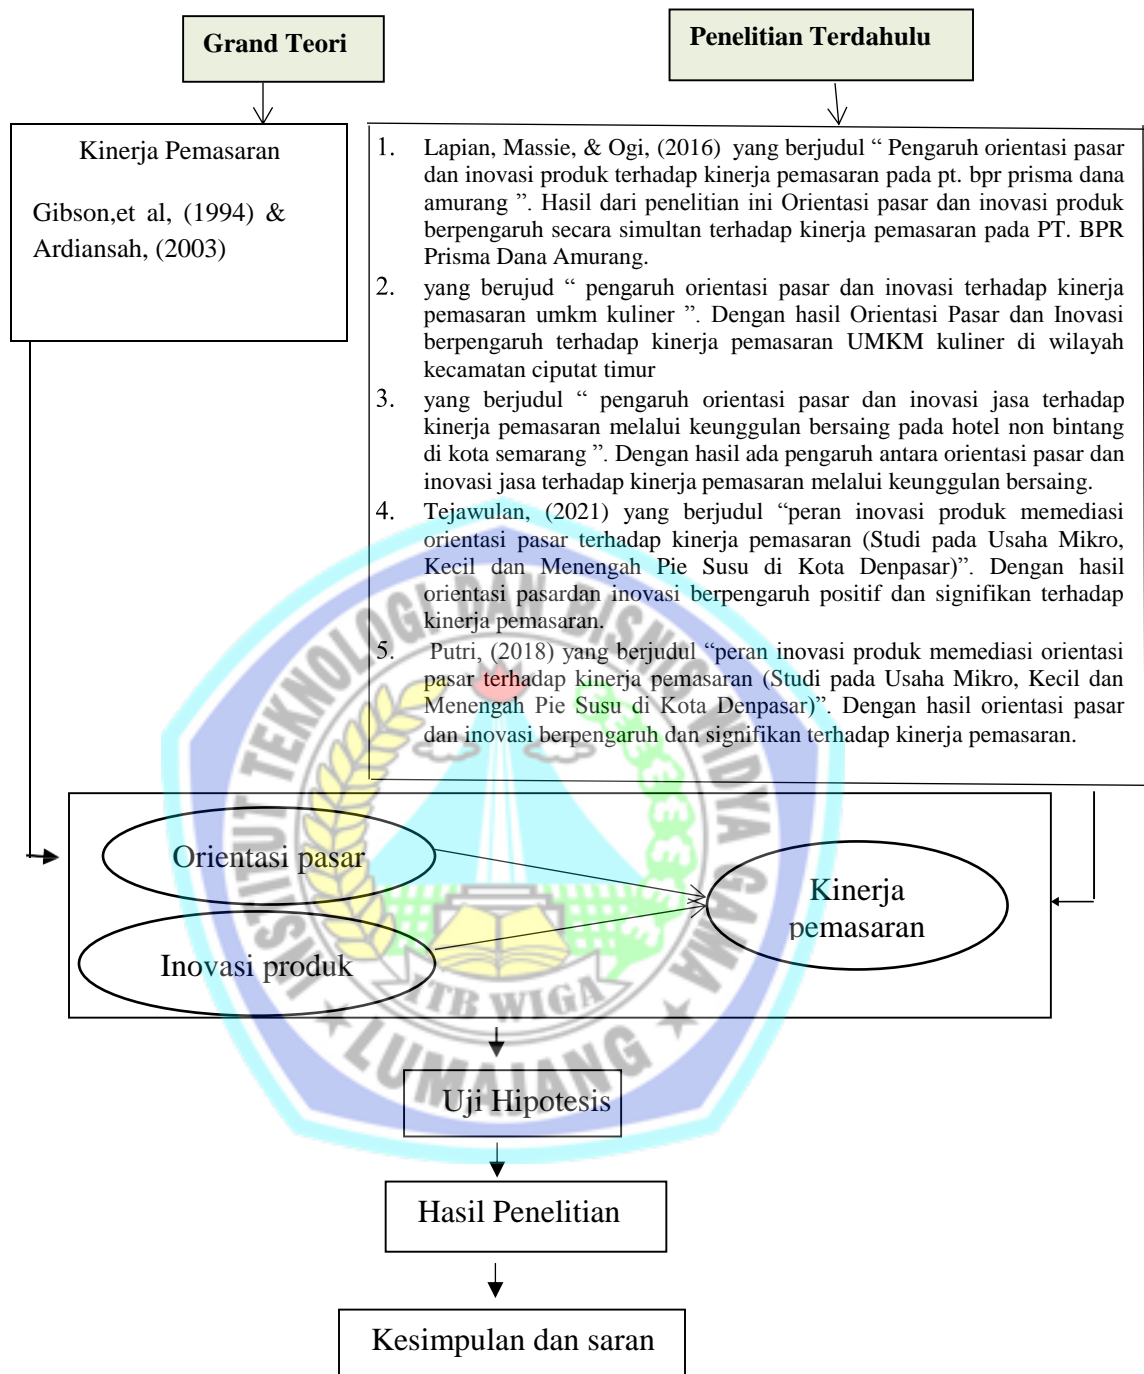 Grand Teori
Penelitian Terdahulu
Kinerja Pemasaran
Gibson,et al, (1994) &
Ardiansah, (2003)
1. Lapian, Massie, & Ogi, (2016) yang berjudul “ Pengaruh orientasi pasar
dan inovasi produk terhadap kinerja pemasaran pada pt. bpr prisma dana
amurang ”. Hasil dari penelitian ini Orientasi pasar dan inovasi produk
berpengaruh secara simultan terhadap kinerja pemasaran pada PT. BPR
Prisma Dana Amurang.
2. yang berujud “ pengaruh orientasi pasar dan inovasi terhadap kinerja
pemasaran umkm kuliner ”. Dengan hasil Orientasi Pasar dan Inovasi
berpengaruh terhadap kinerja pemasaran UMKM kuliner di wilayah
kecamatan ciputat timur
3. yang berjudul “ pengaruh orientasi pasar dan inovasi jasa terhadap
kinerja pemasaran melalui keunggulan bersaing pada hotel non bintang
di kota semarang ”. Dengan hasil ada pengaruh antara orientasi pasar dan
inovasi jasa terhadap kinerja pemasaran melalui keunggulan bersaing.
4. Tejawulan, (2021) yang berjudul “peran inovasi produk memediasi
orientasi pasar terhadap kinerja pemasaran (Studi pada Usaha Mikro,
Kecil dan Menengah Pie Susu di Kota Denpasar)”. Dengan hasil
orientasi pasardan inovasi berpengaruh positif dan signifikan terhadap
kinerja pemasaran.
5. Putri, (2018) yang berjudul “peran inovasi produk memediasi orientasi
pasar terhadap kinerja pemasaran (Studi pada Usaha Mikro, Kecil dan
Menengah Pie Susu di Kota Denpasar)”. Dengan hasil orientasi pasar
dan inovasi berpengaruh dan signifikan terhadap kinerja pemasaran.
Orientasi pasar
Inovasi produk
Kinerja
pemasaran
INSTITUT TEKNOLOGI DAN BISNIS WIDYA GAMA
ITB WIGA
LUMAJANG
Uji Hipotesis
Hasil Penelitian
Kesimpulan dan saran